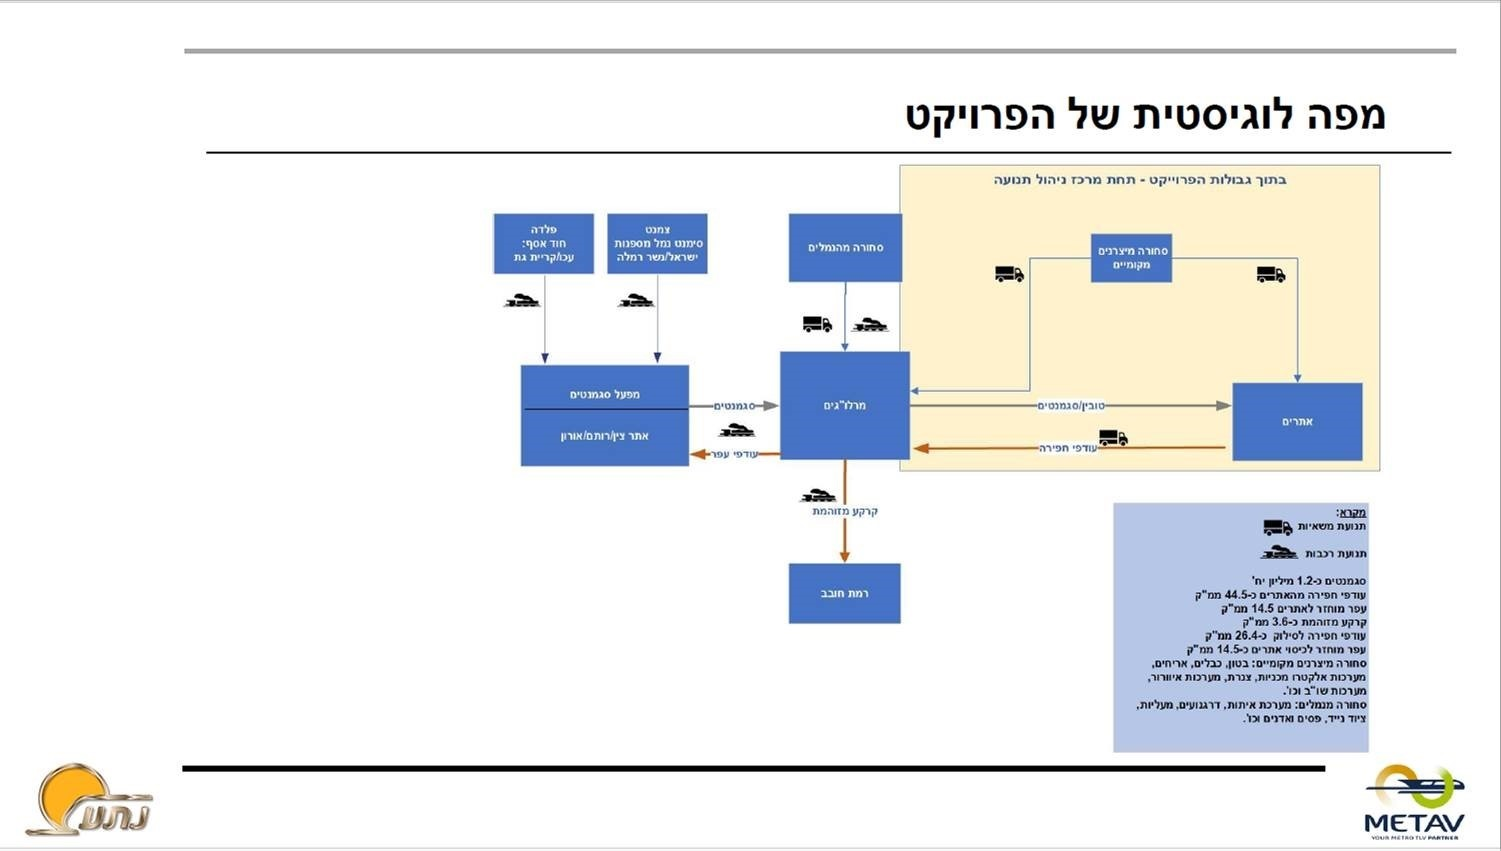 מפה לוגיסטית של הפרויקט
בתוך גבולות הפרוייקט - תחת מרכז ניהול תנועה
סחורה מיצרנים
מקומיים
סחורה מהנמלים
צמנט
סימנט נמל מספנות
ישראל/נשר רמלה
פלדה
חוד אסף:
עכו/קריית גת
אתרים
טובין/סגמנטים
עודפי חפירה
מרלו"גים
סגמנטים
עודפי עפר
מפעל סגמנטים
אתר צין/רותם/אורון
קרקע מזוהמת
רמת חובב
מקרא:
תנועת משאיות
תנועת רכבות
סגמנטים כ-1.2 מיליון יח'
עודפי חפירה מהאתרים כ-44.5 ממ"ק
עפר מוחזר לאתרים 14.5 ממ"ק
קרקע מזוהמת כ-3.6 ממ"ק
עודפי חפירה לסילוק כ-26.4 ממ"ק
עפר מוחזר לכיסוי אתרים כ-14.5 ממ"ק
סחורה מיצרנים מקומיים: בטון, כבלים, אריחים,
מערכות אלקטרו מכניות, צנרת, מערכות איוורור,
מערכות שו"ב וכו'.
סחורה מנמלים: מערכת איתות, דרגנועים, מעליות,
ציוד נייד, פסים ואדנים וכו'.
נתע
METAV
YOUR METRO TLV PARTNER